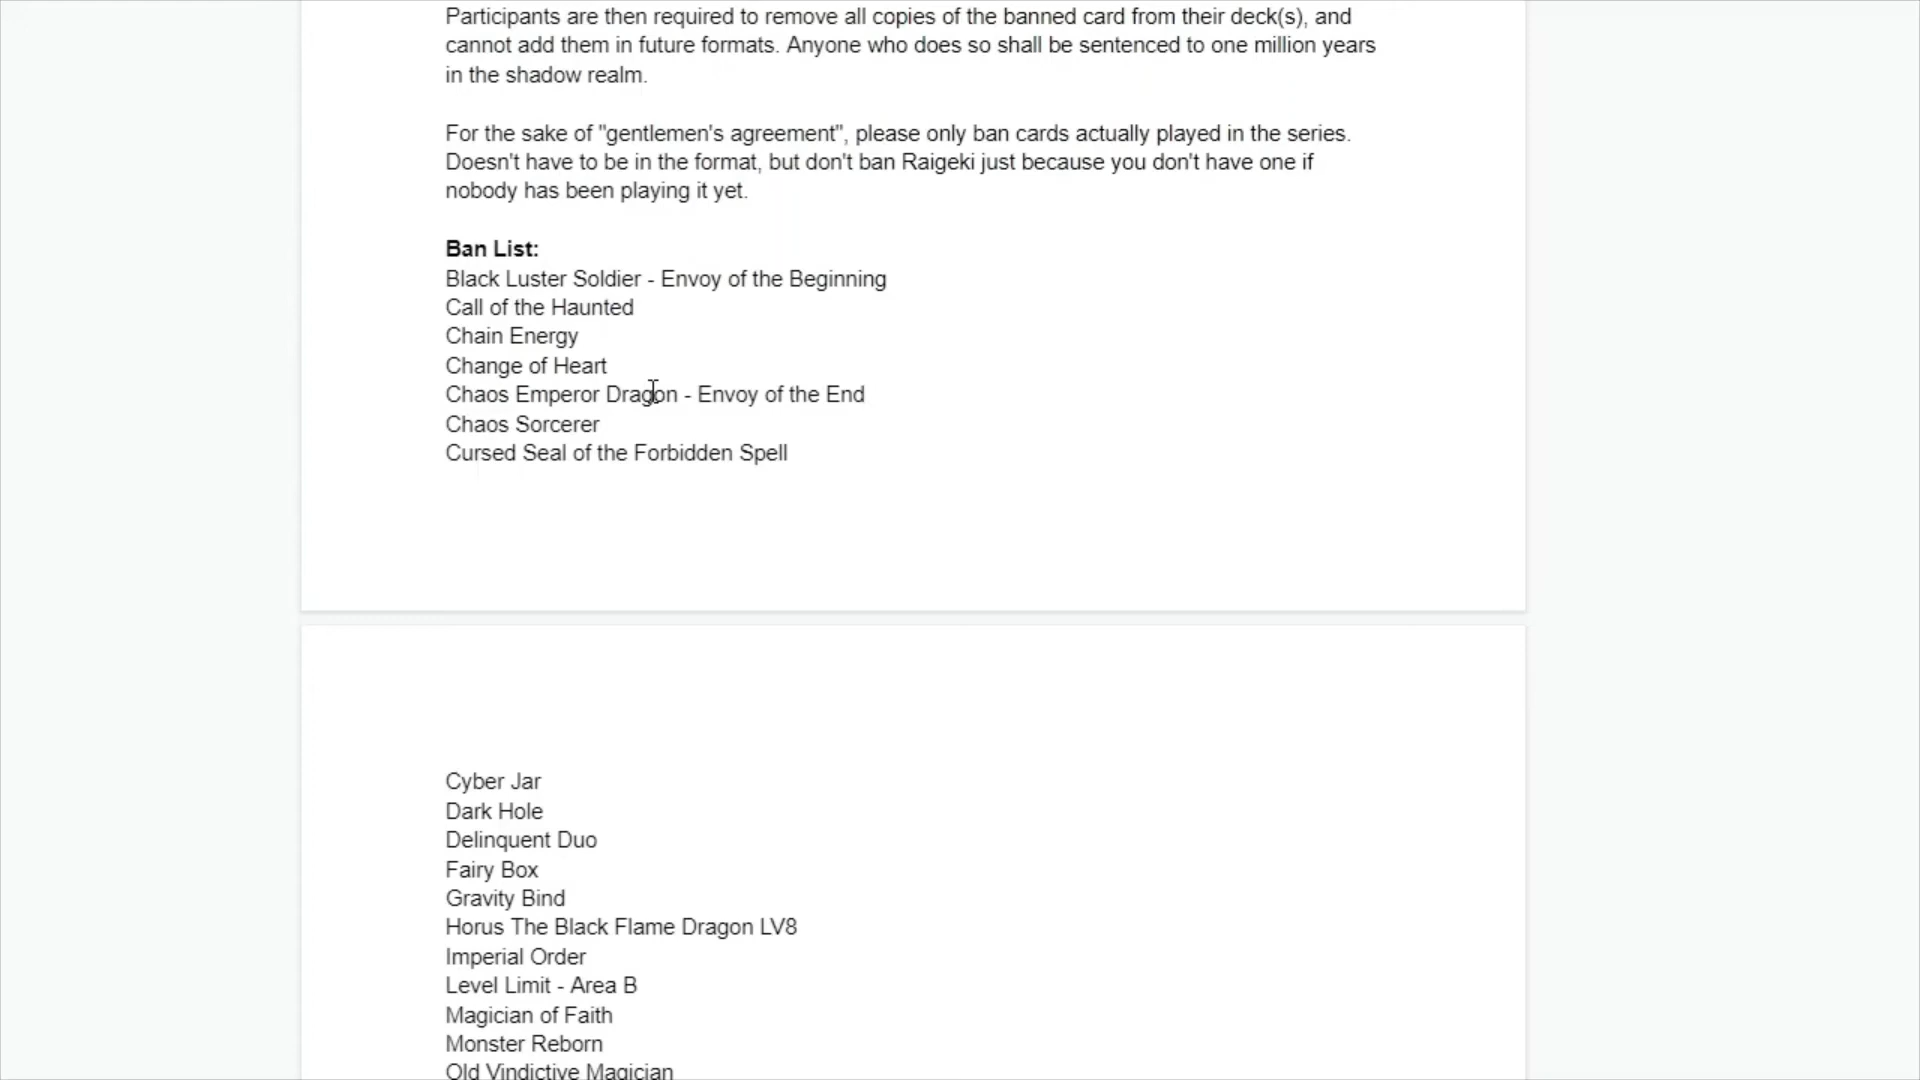 Participants are then required to remove all copies of the banned card from their deck(s), and
cannot add them in future formats. Anyone who does so shall be sentenced to one million years
in the shadow realm.
For the sake of "gentlemen's agreement", please only ban cards actually played in the series.
Doesn't have to be in the format, but don't ban Raigeki just because you don't have one if
nobody has been playing it yet.
Ban List:
Black Luster Soldier - Envoy of the Beginning
Call of the Haunted
Chain Energy
Change of Heart
Chaos Emperor Dragon - Envoy of the End
Chaos Sorcerer
Cursed Seal of the Forbidden Spell
Cyber Jar
Dark Hole
Delinquent Duo
Fairy Box
Gravity Bind
Horus The Black Flame Dragon LV8
Imperial Order
Level Limit - Area B
Magician of Faith
Monster Reborn
Old Vindictive Magician